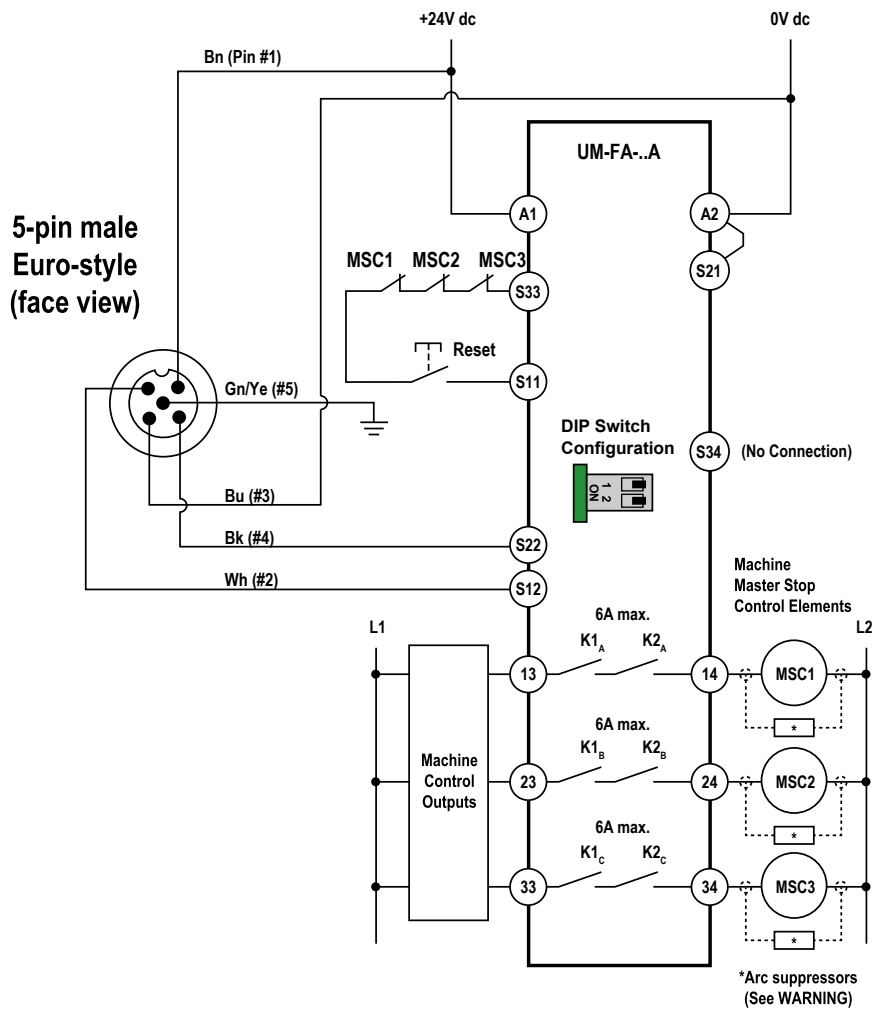 +24V dc
0V dc
Bn (Pin #1)
UM-FA-..A
5-pin male
Euro-style
(face view)
A1
A2
MSC1 MSC2 MSC3
S21
S33
Reset
Gn/Ye (#5)
S11
DIP Switch
Configuration
S34
(No Connection)
1 2
ON
Bu (#3)
Bk (#4)
S22
Wh (#2)
S12
Machine
Master Stop
Control Elements
L1
L2
6A max.
K1A K2A
13
14
MSC1
*
Machine
Control
Outputs
6A max.
K1B K2B
23
24
MSC2
*
6A max.
K1C K2C
33
34
MSC3
*
*Arc suppressors
(See WARNING)